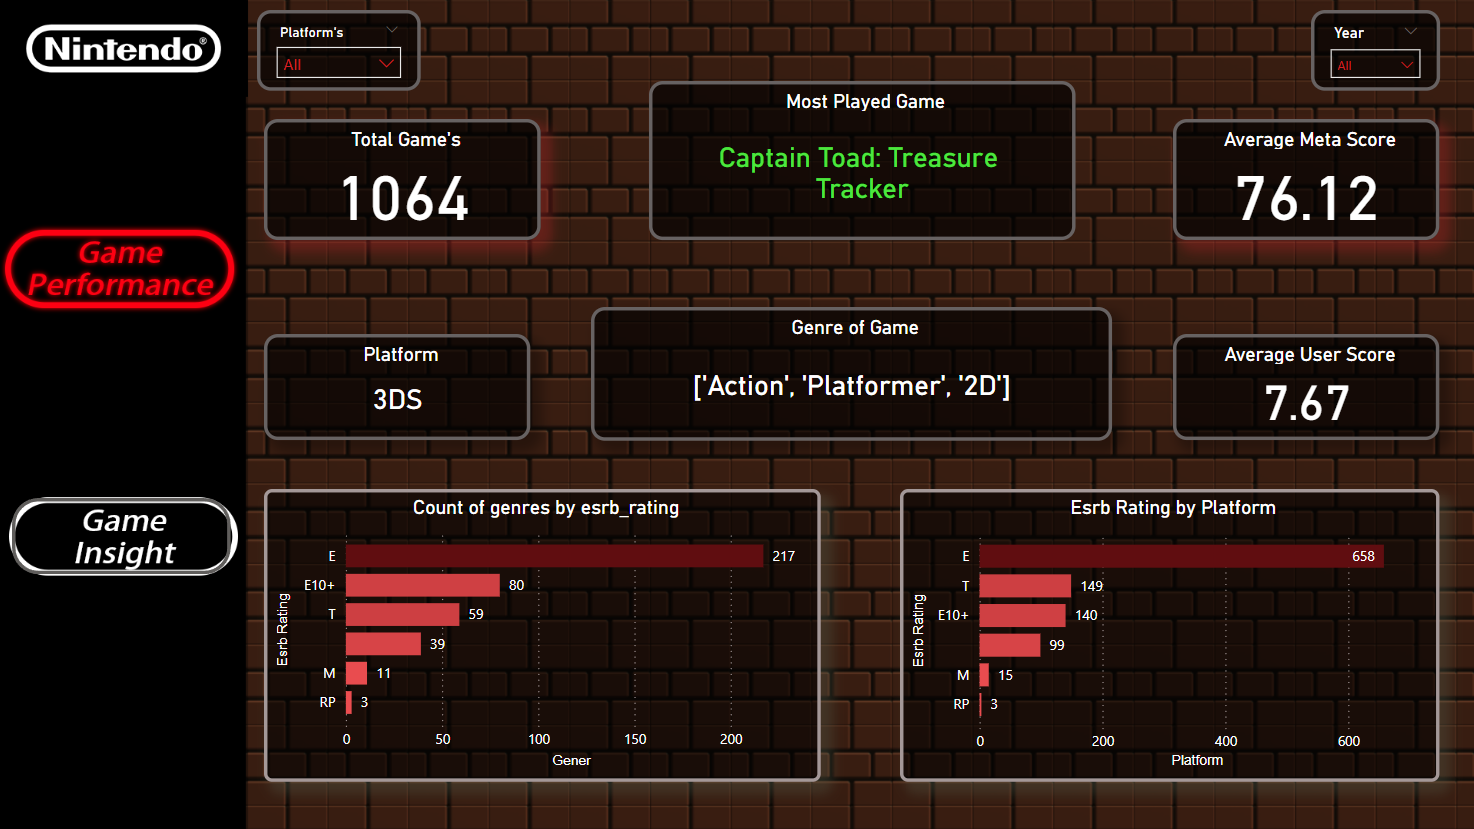 Nintendo®
Platform's
All
Year
All
Most Played Game
Captain Toad: Treasure
Tracker
Total Game's
1064
Average Meta Score
76.12
Game
Performance
Platform
3DS
Genre of Game
['Action', 'Platformer', '2D']
Average User Score
7.67
Game
Insight
Count of genres by esrb_rating
Esrb Rating
E 217
E10+ 80
T 59
39
M 11
RP 3
0 50 100 150 200
Gener
Esrb Rating by Platform
Esrb Rating
E 658
T 149
E10+ 140
99
M 15
RP 3
0 200 400 600
Platform